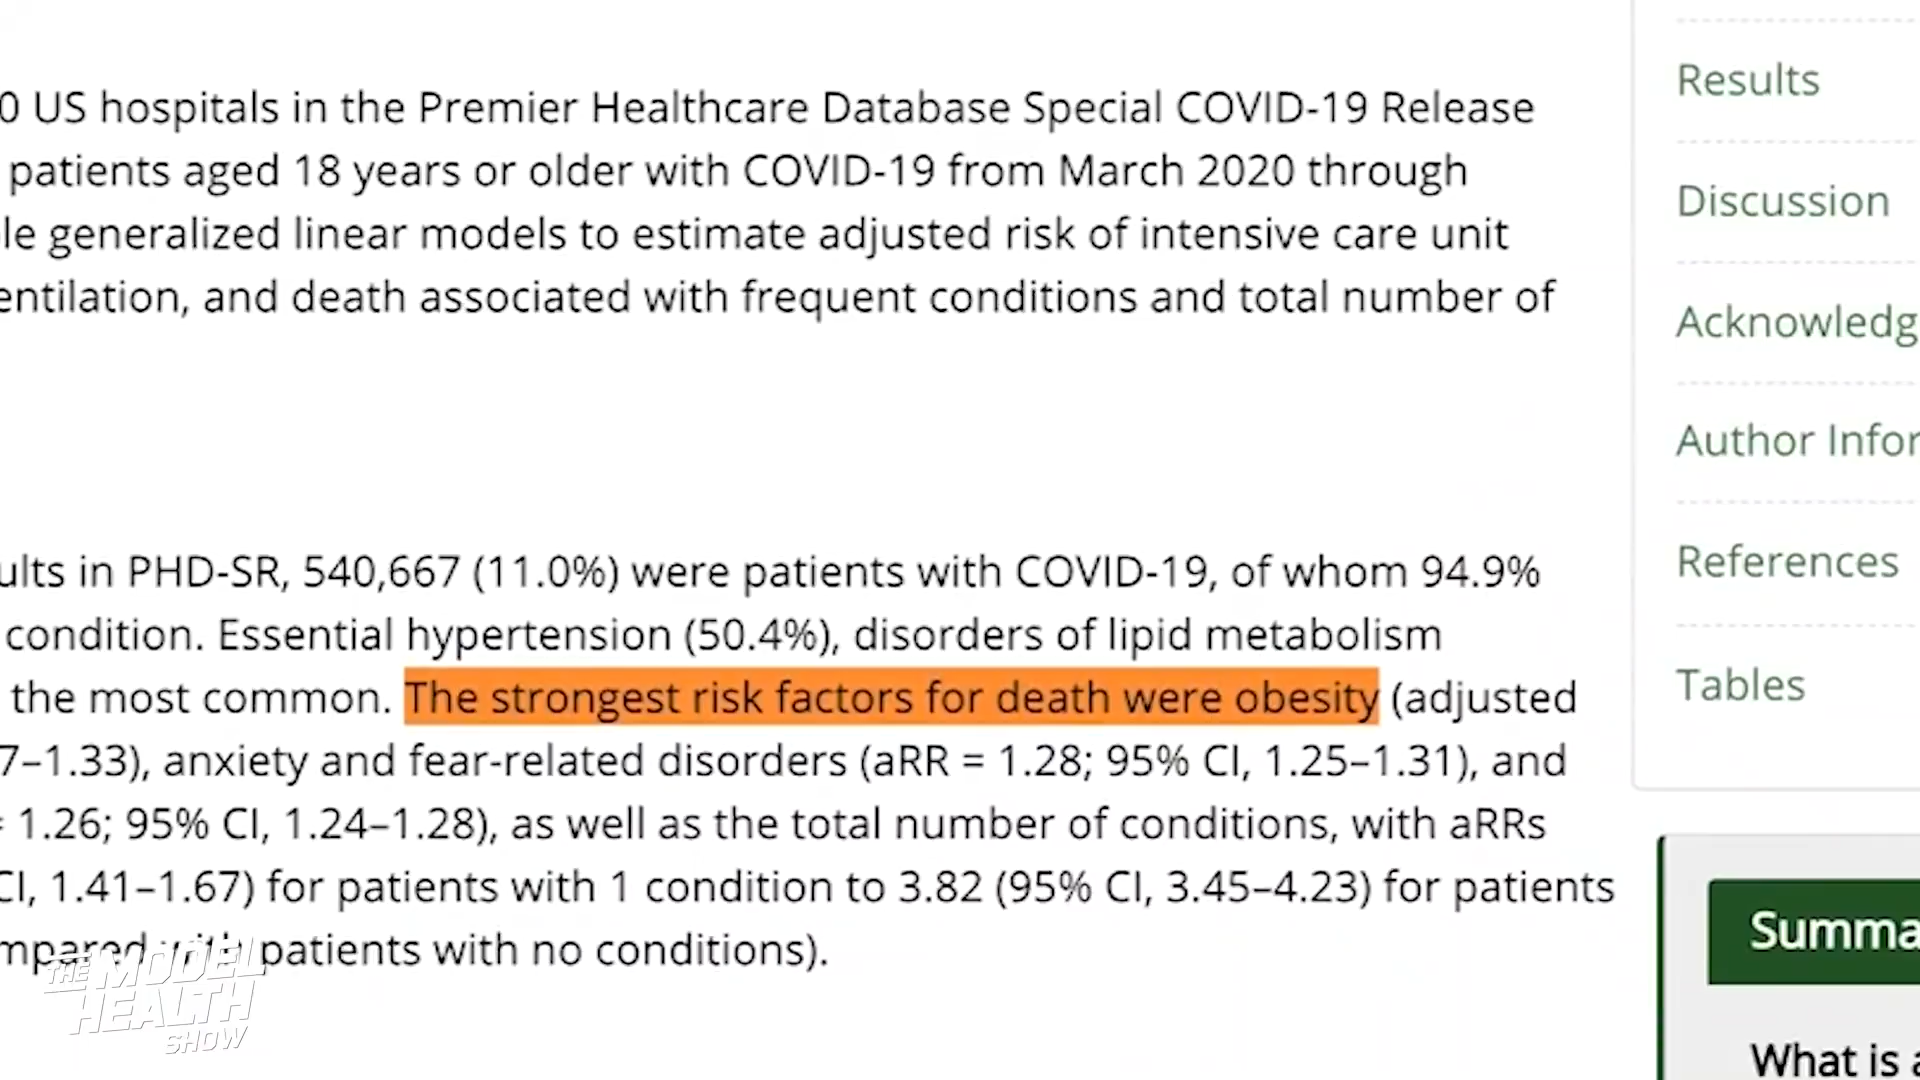 0 US hospitals in the Premier Healthcare Database Special COVID-19 Release
patients aged 18 years or older with COVID-19 from March 2020 through
le generalized linear models to estimate adjusted risk of intensive care unit
entilation, and death associated with frequent conditions and total number of
ults in PHD-SR, 540,667 (11.0%) were patients with COVID-19, of whom 94.9%
condition. Essential hypertension (50.4%), disorders of lipid metabolism
the most common. The strongest risk factors for death were obesity (adjusted
7–1.33), anxiety and fear-related disorders (aRR = 1.28; 95% CI, 1.25–1.31), and
= 1.26; 95% CI, 1.24–1.28), as well as the total number of conditions, with aRRs
CI, 1.41–1.67) for patients with 1 condition to 3.82 (95% CI, 3.45–4.23) for patients
mpared with patients with no conditions).
THE MODEL
HEALTH
SHOW
Results
Discussion
Acknowledg
Author Infor
References
Tables
Summa
What is a